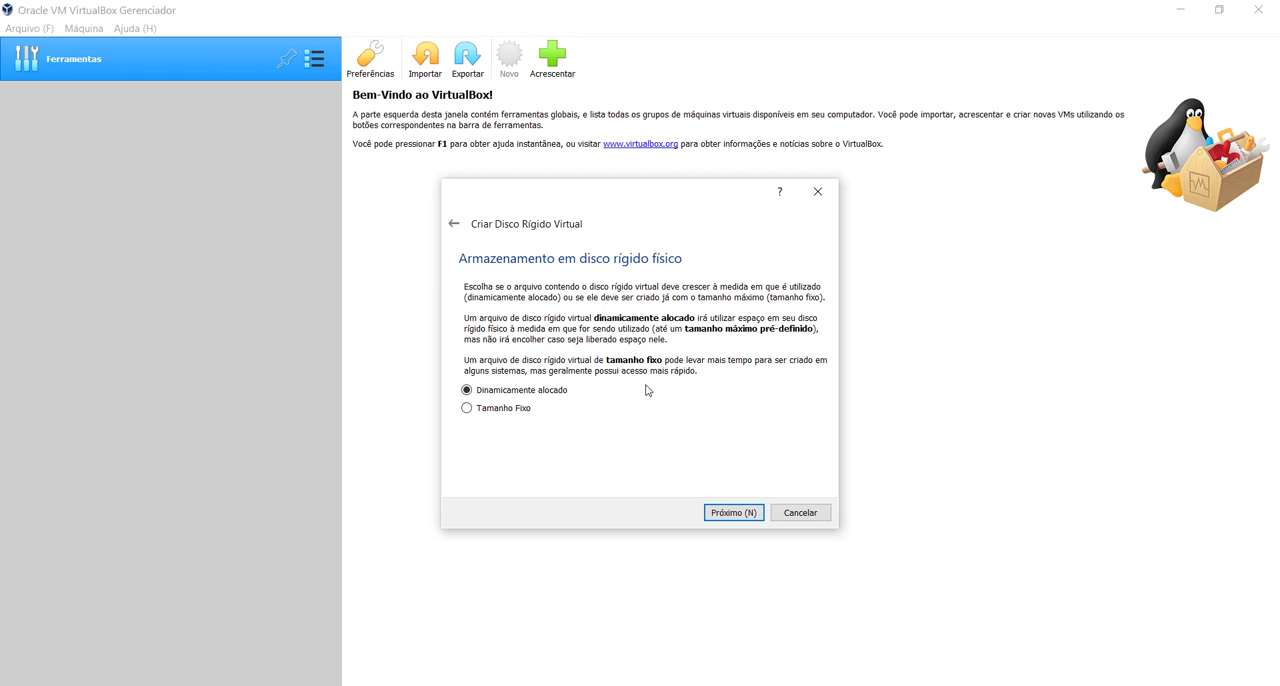 Oracle VM VirtualBox Gerenciador
Arquivo (F) Máquina Ajuda (H)
Ferramentas
Preferências Importar Exportar Novo Acrescentar
Bem-Vindo ao VirtualBox!
A parte esquerda desta janela contém ferramentas globais, e lista todas os grupos de máquinas virtuais disponíveis em seu computador. Você pode importar, acrescentar e criar novas VMs utilizando os
botões correspondentes na barra de ferramentas.
Você pode pressionar F1 para obter ajuda instantânea, ou visitar www.virtualbox.org para obter informações e notícias sobre o VirtualBox.
?
Criar Disco Rígido Virtual
Armazenamento em disco rígido físico
Escolha se o arquivo contendo o disco rígido virtual deve crescer à medida em que é utilizado
(dinamicamente alocado) ou se ele deve ser criado já com o tamanho máximo (tamanho fixo).
Um arquivo de disco rígido virtual dinamicamente alocado irá utilizar espaço em seu disco
rígido físico à medida em que for sendo utilizado (até um tamanho máximo pré-definido),
mas não irá encolher caso seja liberado espaço nele.
Um arquivo de disco rígido virtual de tamanho fixo pode levar mais tempo para ser criado em
alguns sistemas, mas geralmente possui acesso mais rápido.
Dinamicamente alocado
Tamanho Fixo
Próximo (N) Cancelar